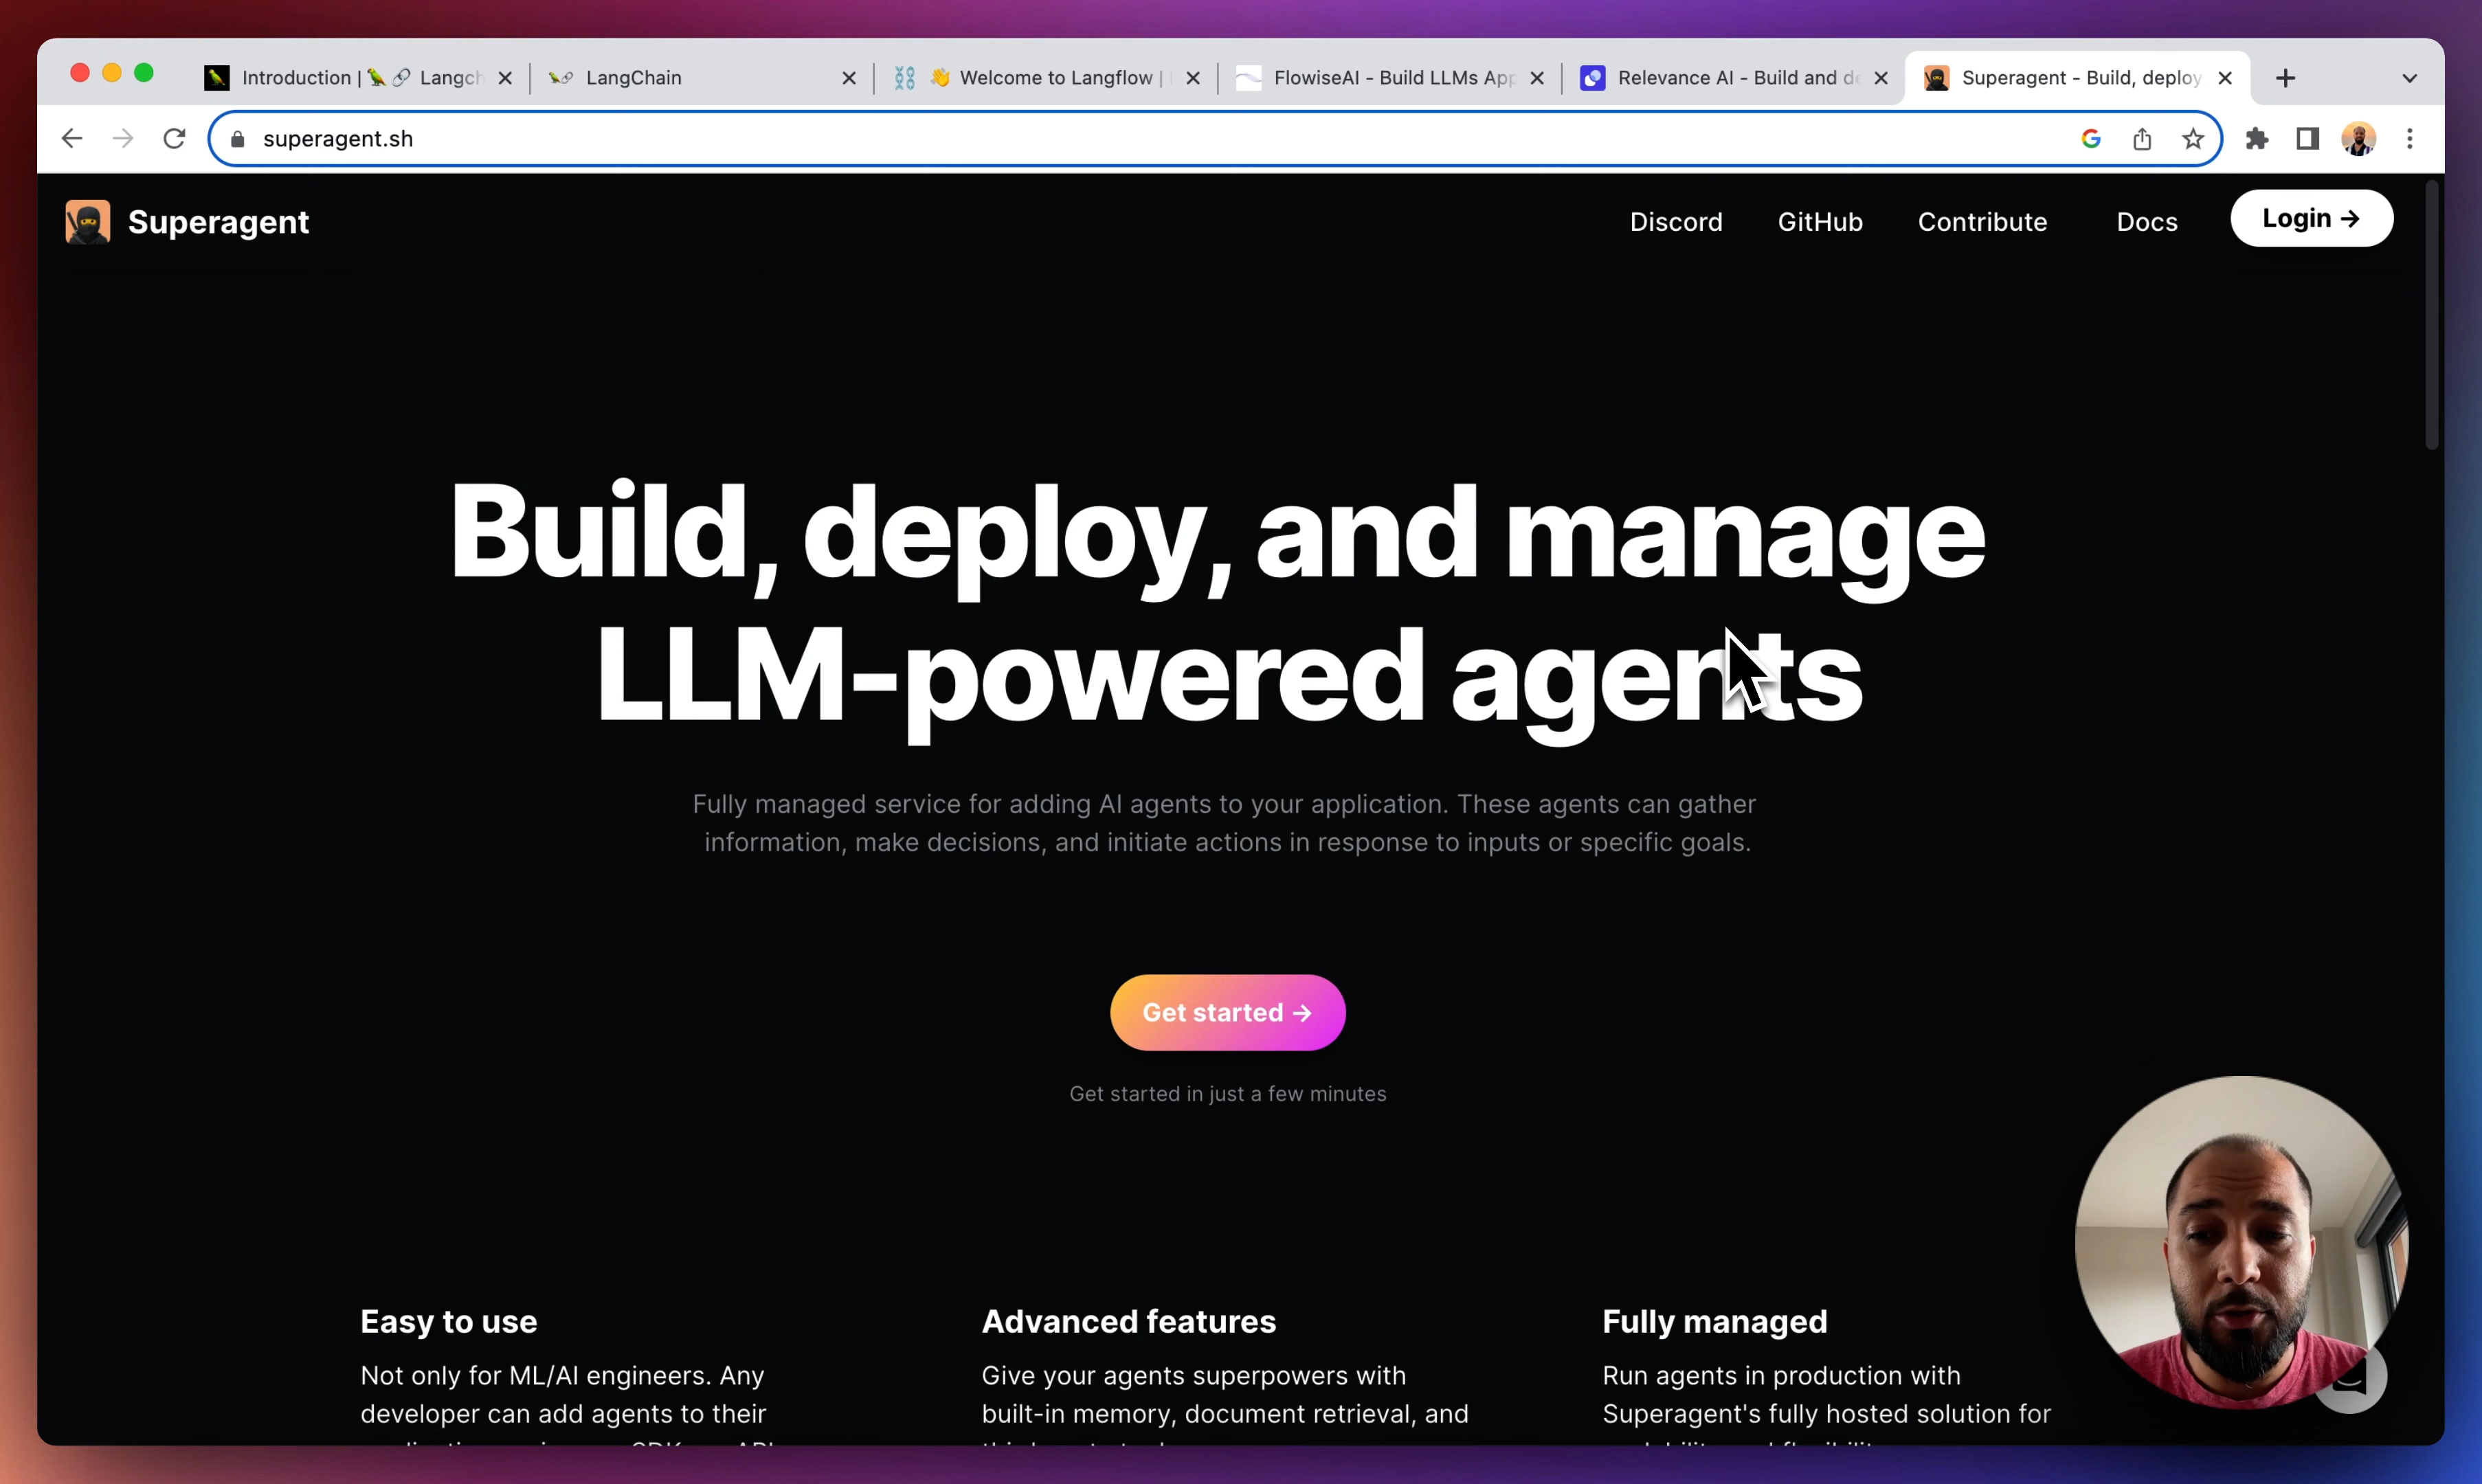 Introduction | Langch
LangChain
Welcome to Langflow |
FlowiseAI - Build LLMs App
Relevance AI - Build and de
Superagent - Build, deploy
superagent.sh
Superagent
Discord
GitHub
Contribute
Docs
Login →
Build, deploy, and manage
LLM-powered agents
Fully managed service for adding AI agents to your application. These agents can gather
information, make decisions, and initiate actions in response to inputs or specific goals.
Get started →
Get started in just a few minutes
Easy to use
Not only for ML/AI engineers. Any
developer can add agents to their
Advanced features
Give your agents superpowers with
built-in memory, document retrieval, and
Fully managed
Run agents in production with
Superagent's fully hosted solution for